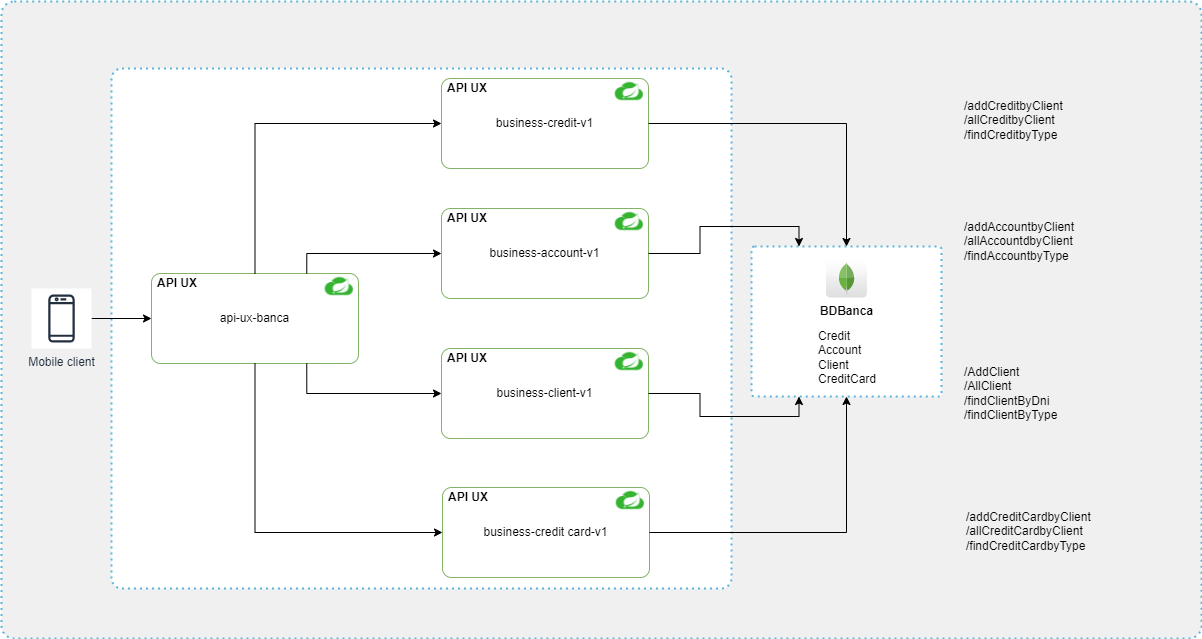 API UX
business-credit-v1
/addCreditbyClient
/allCreditbyClient
/findCreditbyType
API UX
business-account-v1
/addAccountbyClient
/allAccountdbyClient
/findAccountbyType
API UX
api-ux-banca
Mobile client
BDBanca
Credit
Account
Client
CreditCard
API UX
business-client-v1
/AddClient
/AllClient
/findClientByDni
/findClientByType
API UX
business-credit card-v1
/addCreditCardbyClient
/allCreditCardbyClient
/findCreditCardbyType